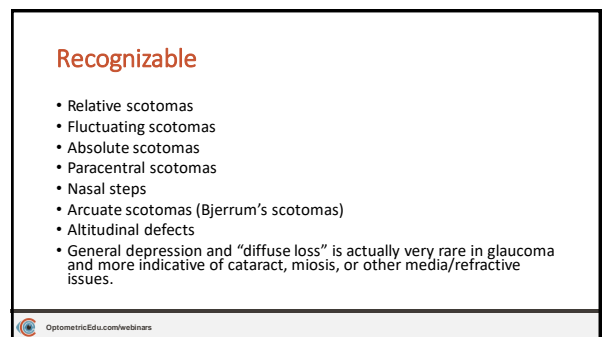 Recognizable
• Relative scotomas
• Fluctuating scotomas
• Absolute scotomas
• Paracentral scotomas
• Nasal steps
• Arcuate scotomas (Bjerrum's scotomas)
• Altitudinal defects
• General depression and “diffuse loss” is actually very rare in glaucoma
and more indicative of cataract, miosis, or other media/refractive
issues.
OptometricEdu.com/webinars